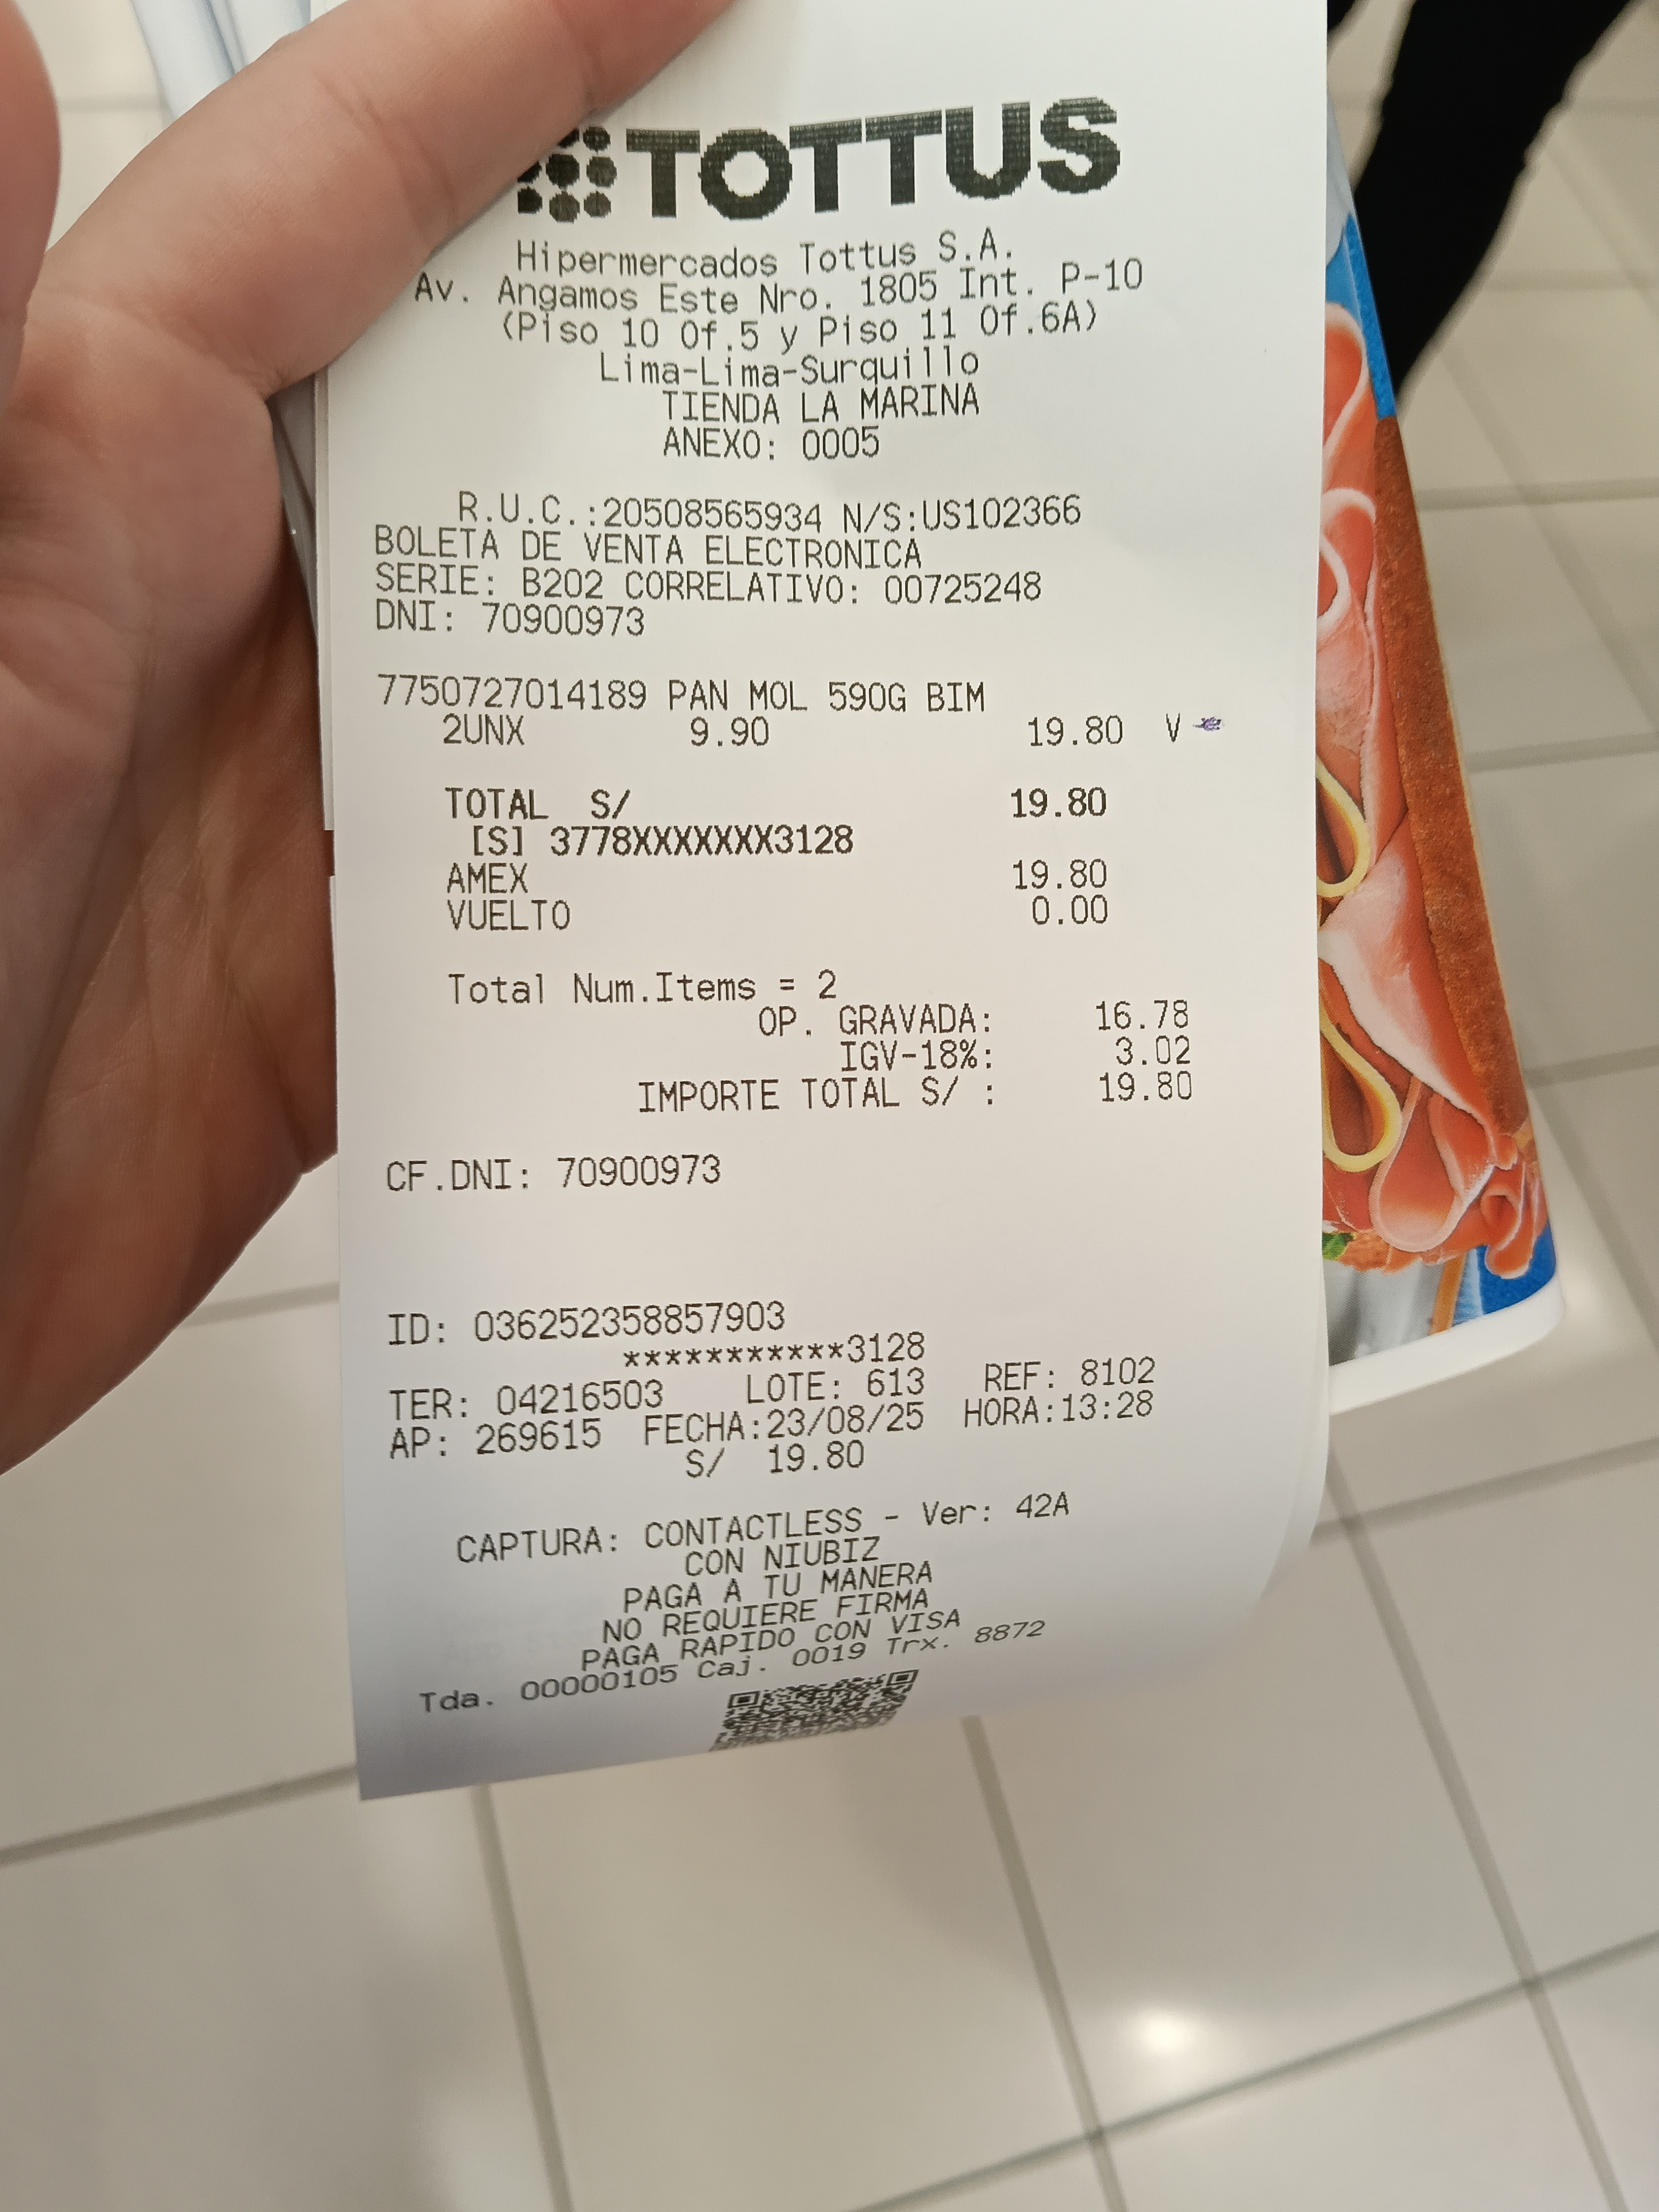 TOTTUS
Hipermercados Tottus S.A.
Av. Angamos Este Nro. 1805 Int. P-10
(Piso 10 Of.5 y Piso 11 Of.6A)
Lima-Lima-Surquillo
TIENDA LA MARINA
ANEXO: 0005
R.U.C.:20508565934 N/S:US102366
BOLETA DE VENTA ELECTRONICA
SERIE: B202 CORRELATIVO: 00725248
DNI: 70900973
7750727014189 PAN MOL 590G BIM
2UNX 9.90 19.80 V
TOTAL S/ 19.80
[S] 3778XXXXXXX3128
AMEX 19.80
VUELTO 0.00
Total Num.Items = 2
OP. GRAVADA: 16.78
IGV-18%: 3.02
IMPORTE TOTAL S/ : 19.80
CF.DNI: 70900973
ID: 036252358857903
***********3128
TER: 04216503 LOTE: 613 REF: 8102
AP: 269615 FECHA:23/08/25 HORA:13:28
S/ 19.80
CAPTURA: CONTACTLESS - Ver: 42A
CON NIUBIZ
PAGA A TU MANERA
NO REQUIERE FIRMA
PAGA RAPIDO CON VISA
Tda. 00000105 Caj. 0019 Trx. 8872